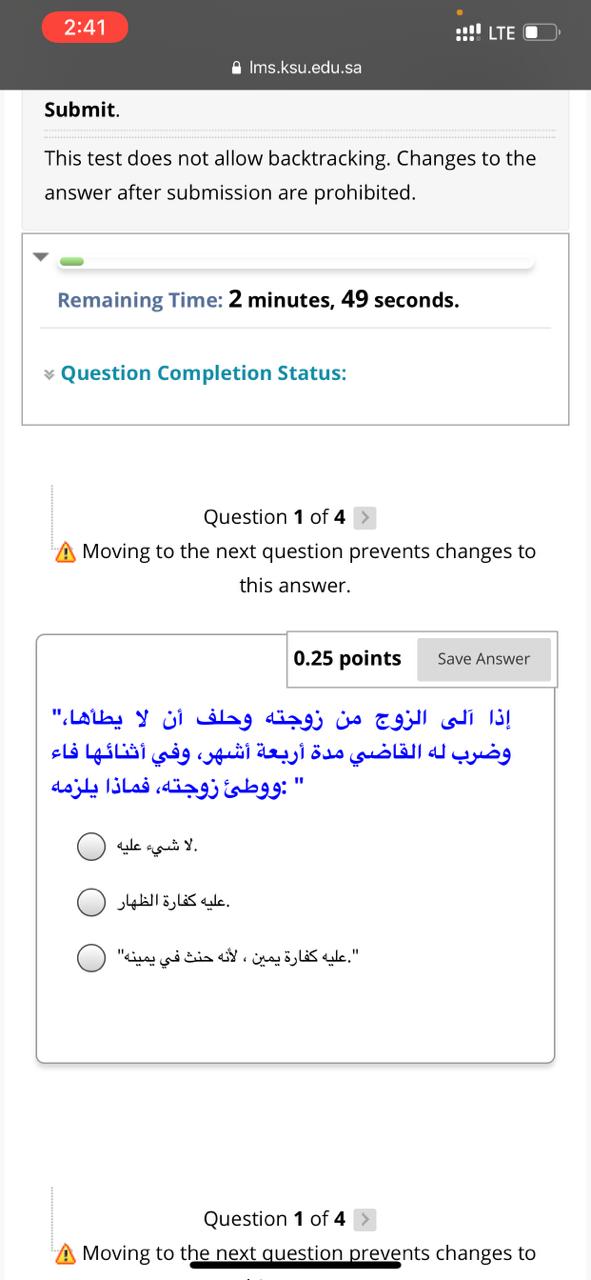 2:41
LTE
lms.ksu.edu.sa
Submit.
This test does not allow backtracking. Changes to the
answer after submission are prohibited.
Remaining Time: 2 minutes, 49 seconds.
Question Completion Status:
Question 1 of 4
Moving to the next question prevents changes to
this answer.
0.25 points
Save Answer
"إذا آلى الزوج من زوجته وحلف أن لا يطأها،
وضرب له القاضي مدة أربعة أشهر، وفي أثنائها فاء
ووطئ زوجته، فماذا يلزمه: "
لا شيء عليه.
عليه كفارة الظهار.
"عليه كفارة يمين ، لأنه حنث في يمينه."
Question 1 of 4
Moving to the next question prevents changes to